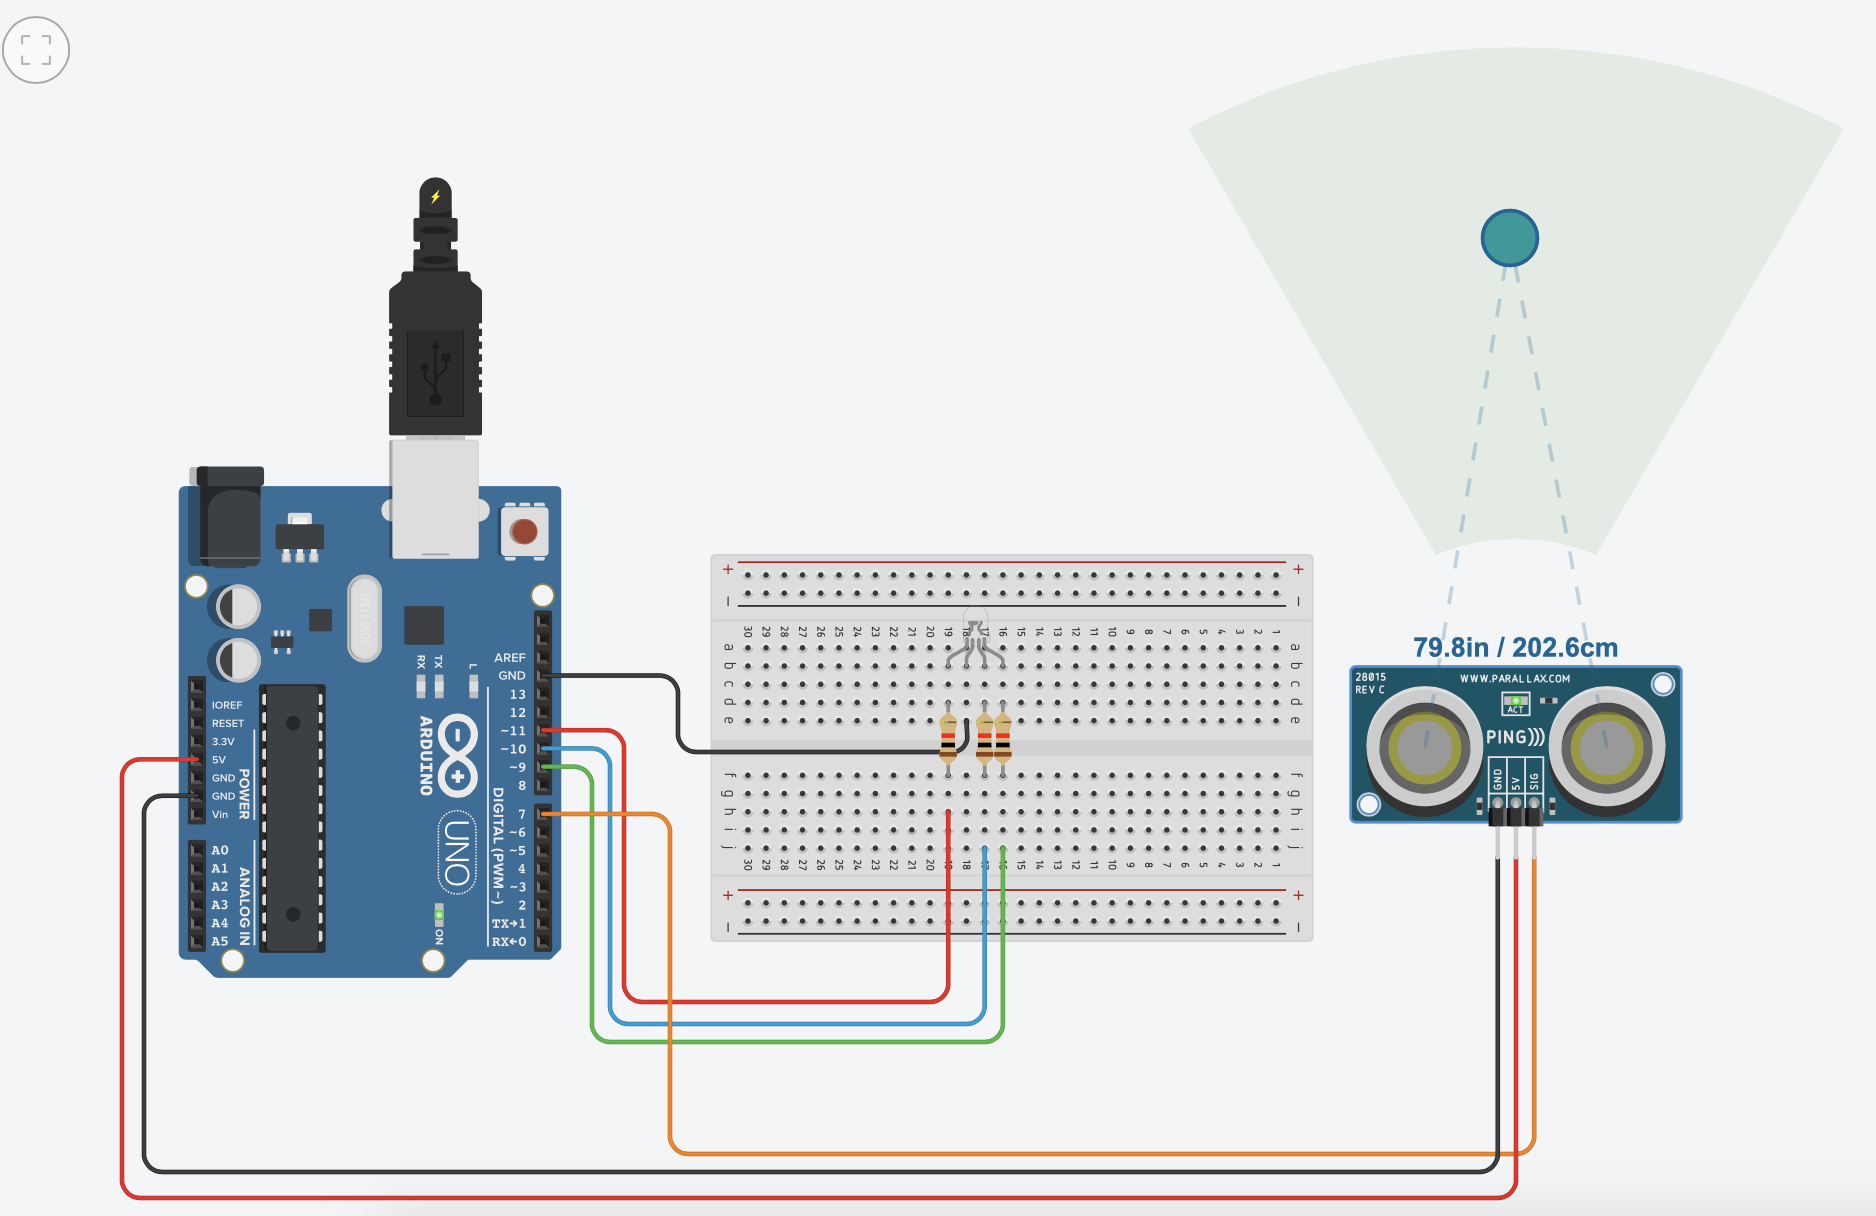 79.8in / 202.6cm
28015
REV C
WWW.PARALLAX.COM
ACT
PING)))
GND
5V
SIG
AREF
GND
13
12
~11
~10
~9
8
7
~6
~5
4
~3
2
TX→1
RX←0
DIGITAL (PWM ~)
IOREF
RESET
3.3V
5V
GND
GND
Vin
POWER
A0
A1
A2
A3
A4
A5
ANALOG IN
RX
TX
L
ARDUINO
UNO
ON
+ +
− −
30 29 28 27 26 25 24 23 22 21 20 19 18 17 16 15 14 13 12 11 10 9 8 7 6 5 4 3 2 1
a a
b b
c c
d d
e e
f f
g g
h h
i i
j j
30 29 28 27 26 25 24 23 22 21 20 19 18 17 16 15 14 13 12 11 10 9 8 7 6 5 4 3 2 1
+ +
− −